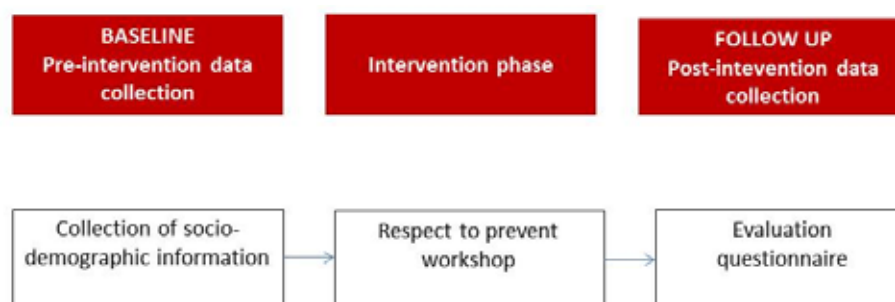 BASELINE
Pre-intervention data
collection
Intervention phase
FOLLOW UP
Post-intevention data
collection
Collection of socio-
demographic information
Respect to prevent
workshop
Evaluation
questionnaire